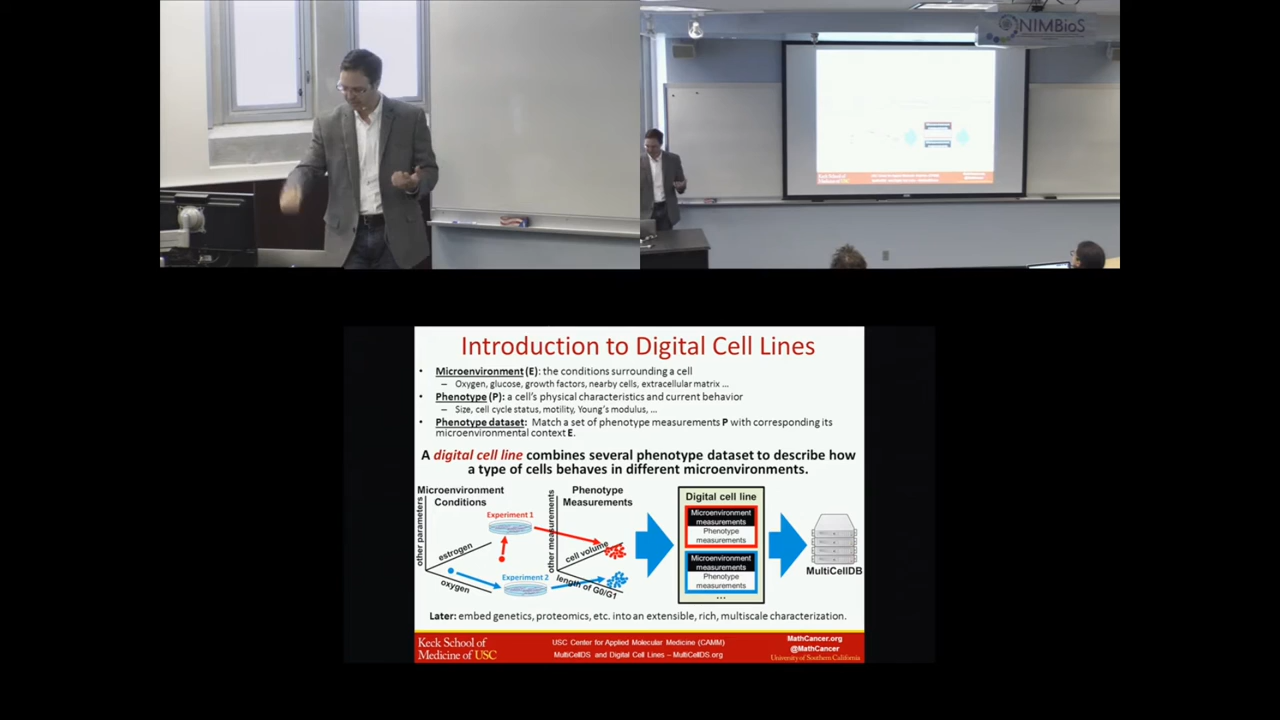 NIMBioS
Introduction to Digital Cell Lines
• Microenvironment (E): the conditions surrounding a cell
– Oxygen, glucose, growth factors, nearby cells, extracellular matrix ...
• Phenotype (P): a cell's physical characteristics and current behavior
– Size, cell cycle status, motility, Young's modulus, ...
• Phenotype dataset: Match a set of phenotype measurements P with corresponding its
microenvironmental context E.
A digital cell line combines several phenotype dataset to describe how
a type of cells behaves in different microenvironments.
Microenvironment
Conditions
other parameters
estrogen
oxygen
Experiment 1
Experiment 2
Phenotype
Measurements
other measurements
cell volume
length of G0/G1
Digital cell line
Microenvironment
measurements
Phenotype
measurements
Microenvironment
measurements
Phenotype
measurements
...
MultiCellDB
Later: embed genetics, proteomics, etc. into an extensible, rich, multiscale characterization.
Keck School of
Medicine of USC
USC Center for Applied Molecular Medicine (CAMM)
MultiCellDS and Digital Cell Lines – MultiCellDS.org
MathCancer.org
@MathCancer
University of Southern California